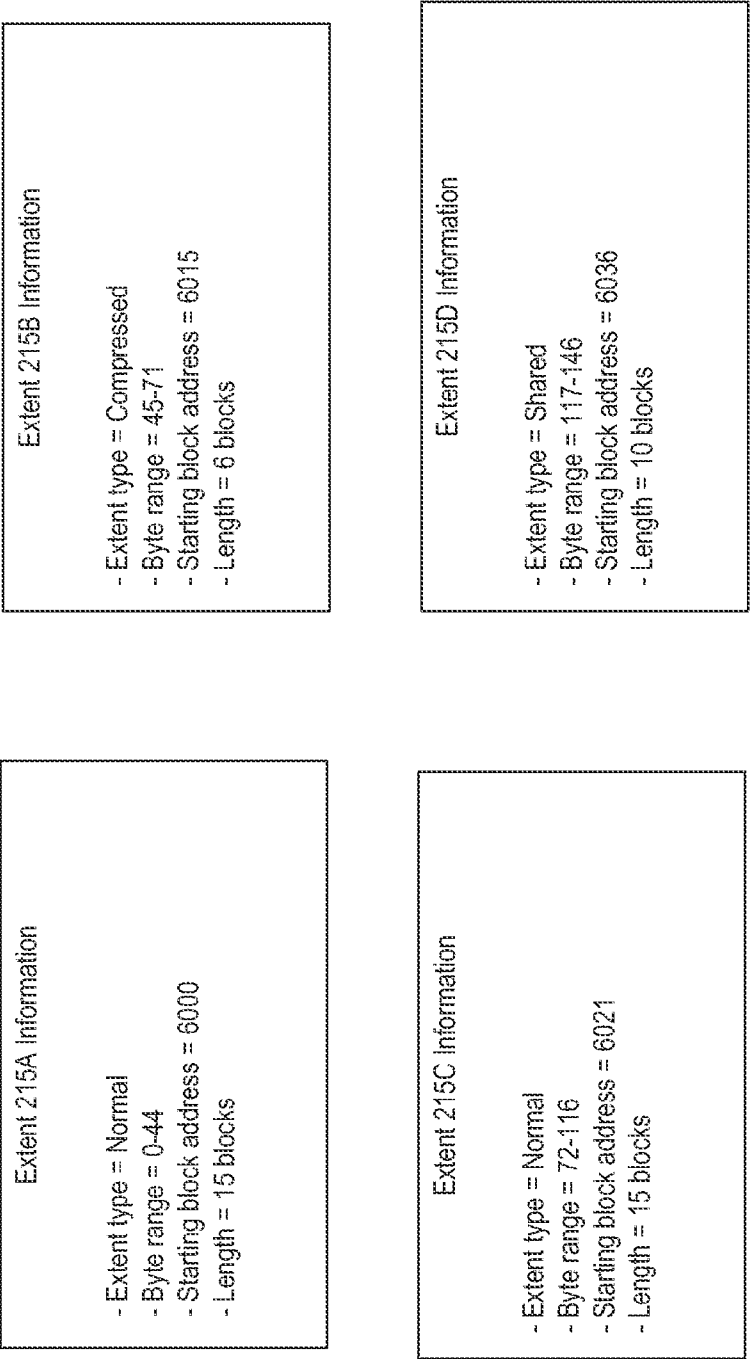 Extent 215A Information
- Extent type = Normal
- Byte range = 0-44
- Starting block address = 6000
- Length = 15 blocks
Extent 215B Information
- Extent type = Compressed
- Byte range = 45-71
- Starting block address = 6015
- Length = 6 blocks
Extent 215C Information
- Extent type = Normal
- Byte range = 72-116
- Starting block address = 6021
- Length = 15 blocks
Extent 215D Information
- Extent type = Shared
- Byte range = 117-146
- Starting block address = 6036
- Length = 10 blocks